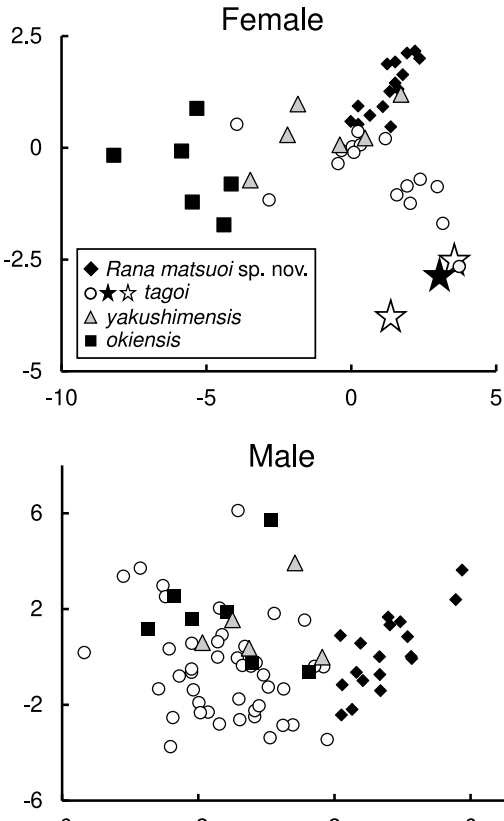 Female
2.5
0
-2.5
-5
◆ Rana matsuoi sp. nov.
○★☆ tagoi
▲ yakushimensis
■ okiensis
-10 -5 0 5
Male
6
2
-2
-6